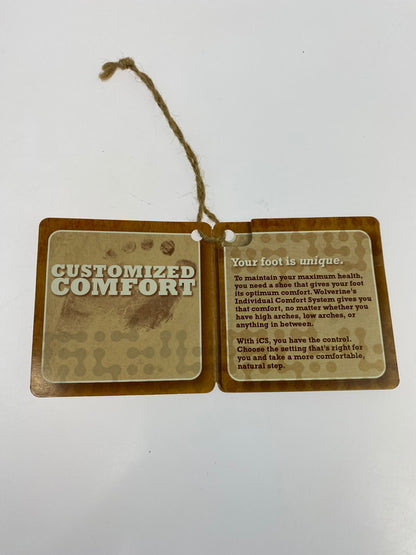 CUSTOMIZED
COMFORT
Your foot is unique.
To maintain your maximum health,
you need a shoe that gives your foot
its optimum comfort. Wolverine's
Individual Comfort System gives you
that comfort, no matter whether you
have high arches, low arches, or
anything in between.
With iCS, you have the control.
Choose the setting that's right for
you and take a more comfortable,
natural step.